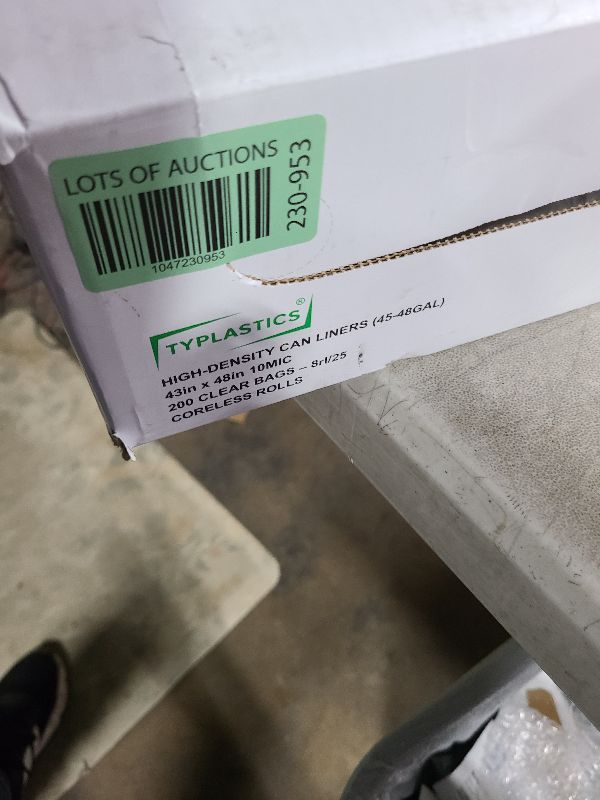 LOTS OF AUCTIONS
230-953
1047230953
TYPLASTICS®
HIGH-DENSITY CAN LINERS (45-48GAL)
43in x 48in 10MIC
200 CLEAR BAGS – 8rl/25
CORELESS ROLLS